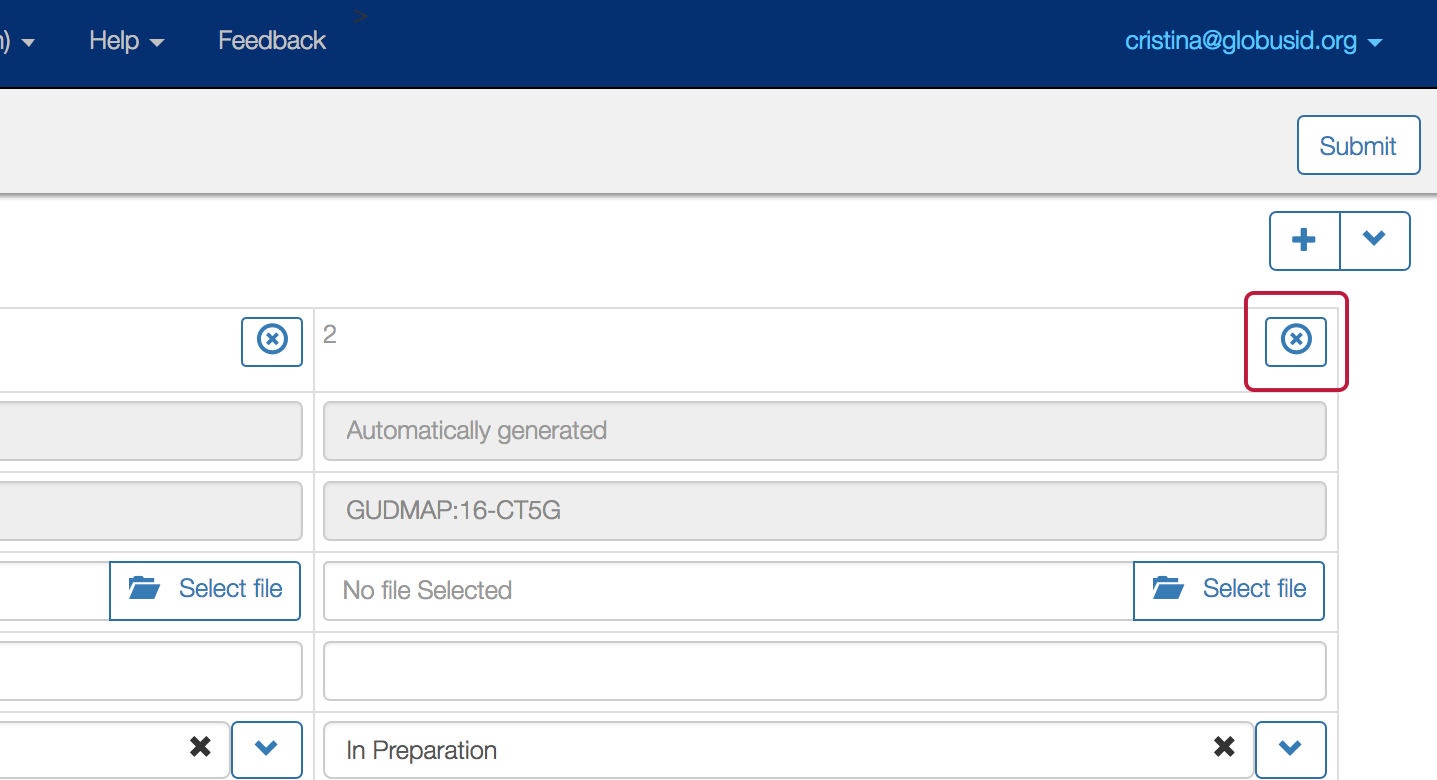 n) Help Feedback > cristina@globusid.org
Submit
2
Automatically generated
GUDMAP:16-CT5G
Select file No file Selected Select file
In Preparation